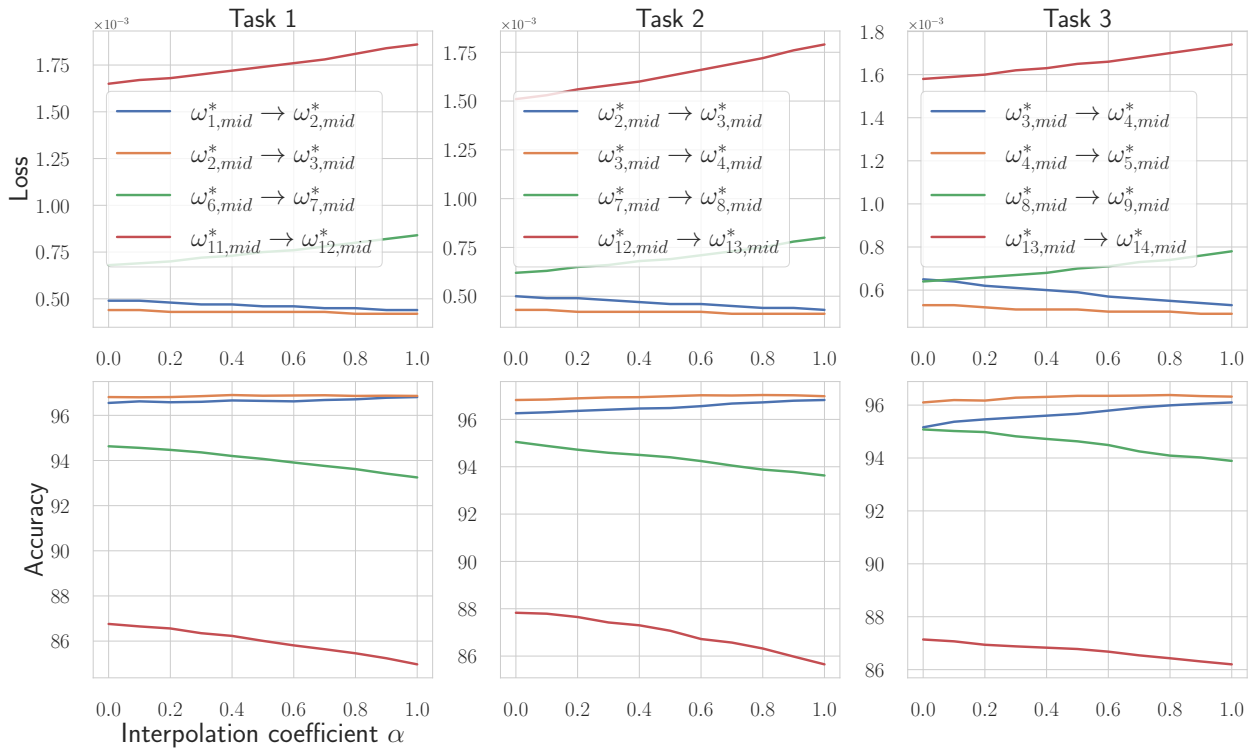 Task 1
Task 2
Task 3
×10⁻³
×10⁻³
×10⁻³
Loss
1.75
1.50
1.25
1.00
0.75
0.50
ω*₁,mid → ω*₂,mid
ω*₂,mid → ω*₃,mid
ω*₆,mid → ω*₇,mid
ω*₁₁,mid → ω*₁₂,mid
0.0 0.2 0.4 0.6 0.8 1.0
1.75
1.50
1.25
1.00
0.75
0.50
ω*₂,mid → ω*₃,mid
ω*₃,mid → ω*₄,mid
ω*₇,mid → ω*₈,mid
ω*₁₂,mid → ω*₁₃,mid
0.0 0.2 0.4 0.6 0.8 1.0
1.8
1.6
1.4
1.2
1.0
0.8
0.6
ω*₃,mid → ω*₄,mid
ω*₄,mid → ω*₅,mid
ω*₈,mid → ω*₉,mid
ω*₁₃,mid → ω*₁₄,mid
0.0 0.2 0.4 0.6 0.8 1.0
Accuracy
96
94
92
90
88
86
0.0 0.2 0.4 0.6 0.8 1.0
Interpolation coefficient α
96
94
92
90
88
86
0.0 0.2 0.4 0.6 0.8 1.0
96
94
92
90
88
86
0.0 0.2 0.4 0.6 0.8 1.0